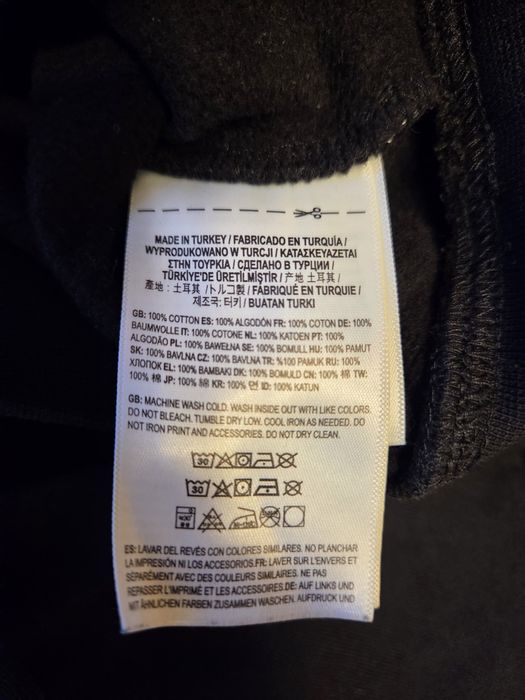 MADE IN TURKEY / FABRICADO EN TURQUÍA /
WYPRODUKOWANO W TURCJI / ΚΑΤΑΣΚΕΥΑΖΕΤΑΙ
ΣΤΗΝ ΤΟΥΡΚΙΑ / СДЕЛАНО В ТУРЦИИ /
TÜRKİYE'DE ÜRETİLMİŞTİR / 产地 土耳其 /
產地: 土耳其 / トルコ製 / FABRIQUÉ EN TURQUIE /
제조국: 터키 / BUATAN TURKI
GB: 100% COTTON ES: 100% ALGODÓN FR: 100% COTON DE: 100%
BAUMWOLLE IT: 100% COTONE NL: 100% KATOEN PT: 100%
ALGODÃO PL: 100% BAWEŁNA SE: 100% BOMULL HU: 100% PAMUT
SK: 100% BAVLNA CZ: 100% BAVLNA TR: %100 PAMUK RU: 100%
ХЛОПОК EL: 100% BAMBAKI DK: 100% BOMULD CN: 100% 棉 TW:
100% 棉 JP: 100% 綿 KR: 100% 면 ID: 100% KATUN
GB: MACHINE WASH COLD. WASH INSIDE OUT WITH LIKE COLORS.
DO NOT BLEACH. TUMBLE DRY LOW. COOL IRON AS NEEDED. DO
NOT IRON PRINT AND ACCESSORIES. DO NOT DRY CLEAN.
30
30
ES: LAVAR DEL REVÉS CON COLORES SIMILARES. NO PLANCHAR
LA IMPRESIÓN NI LOS ACCESORIOS.FR: LAVER SUR L'ENVERS ET
SÉPARÉMENT AVEC DES COULEURS SIMILAIRES. NE PAS
REPASSER L'IMPRIMÉ ET LES ACCESSOIRES.DE: AUF LINKS UND
MIT ÄHNLICHEN FARBEN ZUSAMMEN WASCHEN. AUFDRUCK UND